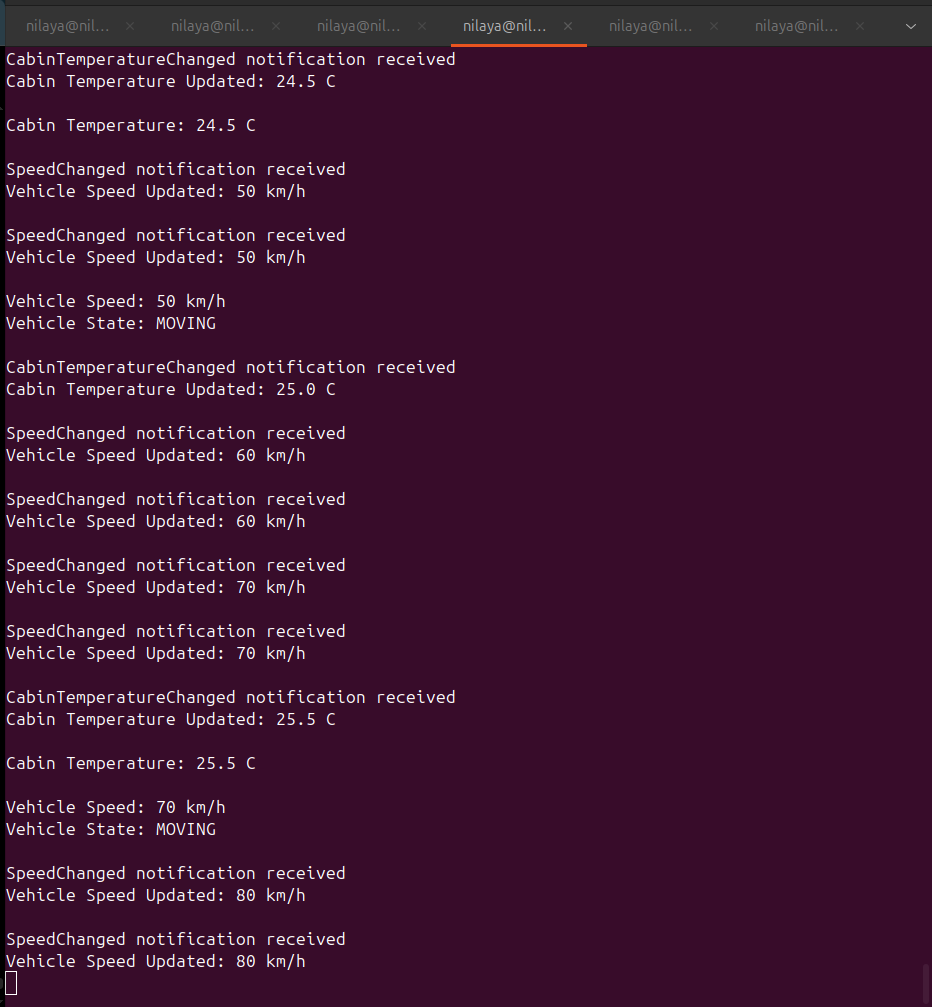 nilaya@nil... × nilaya@nil... × nilaya@nil... × nilaya@nil... × nilaya@nil... × nilaya@nil... ×
CabinTemperatureChanged notification received
Cabin Temperature Updated: 24.5 C
Cabin Temperature: 24.5 C
SpeedChanged notification received
Vehicle Speed Updated: 50 km/h
SpeedChanged notification received
Vehicle Speed Updated: 50 km/h
Vehicle Speed: 50 km/h
Vehicle State: MOVING
CabinTemperatureChanged notification received
Cabin Temperature Updated: 25.0 C
SpeedChanged notification received
Vehicle Speed Updated: 60 km/h
SpeedChanged notification received
Vehicle Speed Updated: 60 km/h
SpeedChanged notification received
Vehicle Speed Updated: 70 km/h
SpeedChanged notification received
Vehicle Speed Updated: 70 km/h
CabinTemperatureChanged notification received
Cabin Temperature Updated: 25.5 C
Cabin Temperature: 25.5 C
Vehicle Speed: 70 km/h
Vehicle State: MOVING
SpeedChanged notification received
Vehicle Speed Updated: 80 km/h
SpeedChanged notification received
Vehicle Speed Updated: 80 km/h